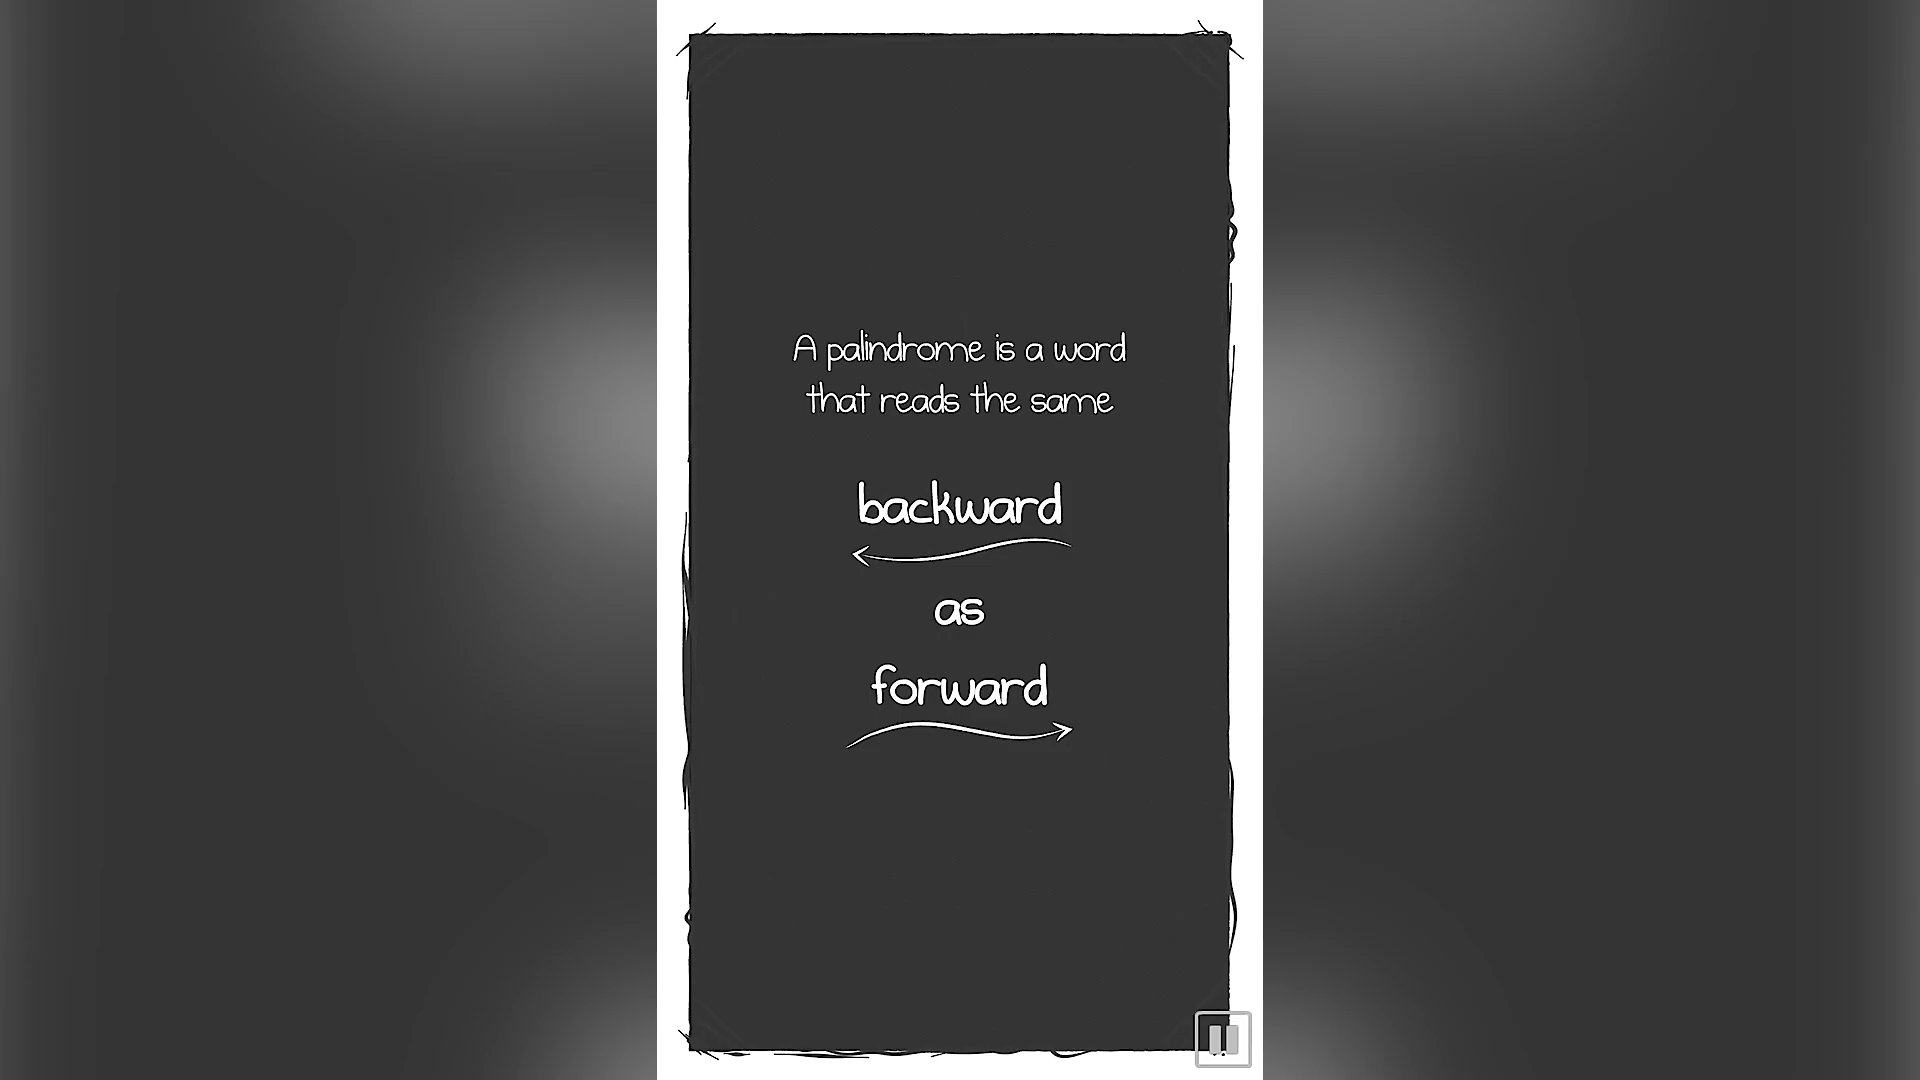 A palindrome is a word
that reads the same
backward
as
forward